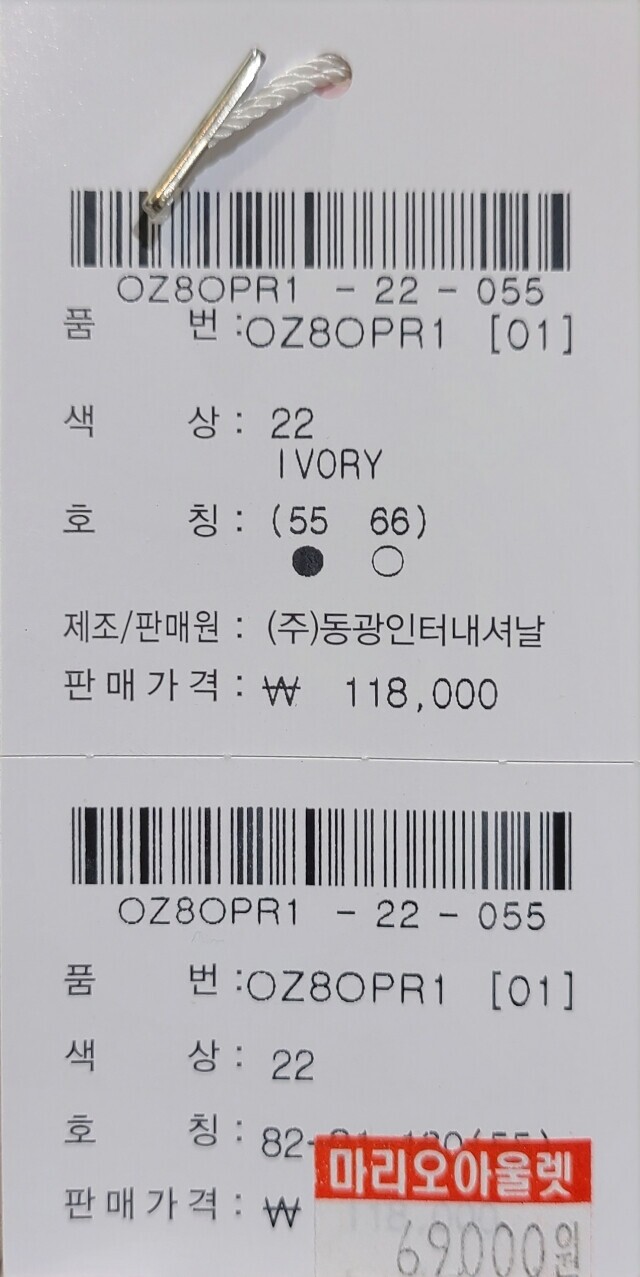 OZ8OPR1 - 22 - 055
품 번 : OZ8OPR1 [01]
색 상 : 22
IVORY
호 칭 : (55 66)
제조/판매원 : (주)동광인터내셔날
판매가격 : ₩ 118,000
OZ8OPR1 - 22 - 055
품 번 : OZ8OPR1 [01]
색 상 : 22
호 칭 : 82-
마리오아울렛
판매가격 : ₩ 118,000
69000원